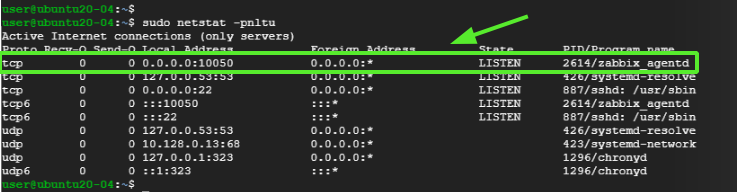 user@ubuntu20-04:~$
user@ubuntu20-04:~$ sudo netstat -pnltu
Active Internet connections (only servers)
Proto Recv-Q Send-Q Local Address Foreign Address State PID/Program name
tcp 0 0 0.0.0.0:10050 0.0.0.0:* LISTEN 2614/zabbix_agentd
tcp 0 0 127.0.0.53:53 0.0.0.0:* LISTEN 426/systemd-resolve
tcp 0 0 0.0.0.0:22 0.0.0.0:* LISTEN 887/sshd: /usr/sbin
tcp6 0 0 :::10050 :::* LISTEN 2614/zabbix_agentd
tcp6 0 0 :::22 :::* LISTEN 887/sshd: /usr/sbin
udp 0 0 127.0.0.53:53 0.0.0.0:* 426/systemd-resolve
udp 0 0 10.128.0.13:68 0.0.0.0:* 423/systemd-network
udp 0 0 127.0.0.1:323 0.0.0.0:* 1296/chronyd
udp6 0 0 ::1:323 :::* 1296/chronyd
user@ubuntu20-04:~$